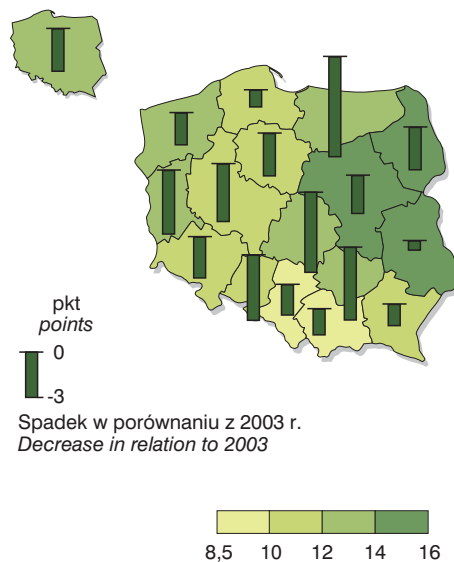 pkt
points
0
-3
Spadek w porównaniu z 2003 r.
Decrease in relation to 2003
8,5 10 12 14 16